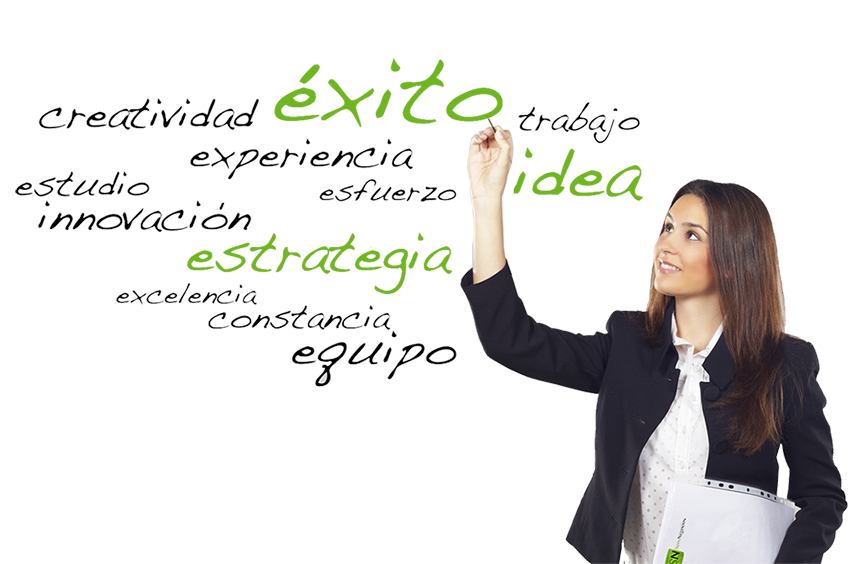 creatividad éxito trabajo
experiencia idea
estudio esfuerzo
innovación
estrategia
excelencia
constancia
equipo